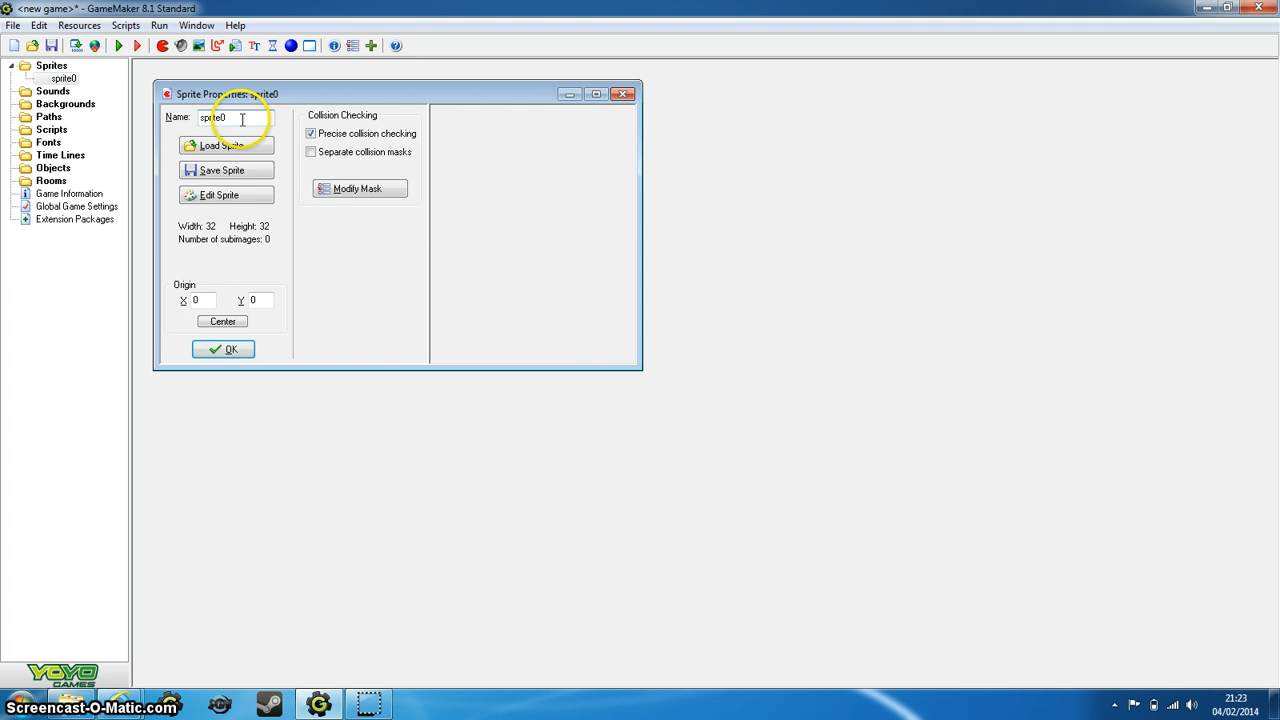 <new game>* - GameMaker 8.1 Standard
File Edit Resources Scripts Run Window Help
Sprites
sprite0
Sounds
Backgrounds
Paths
Scripts
Fonts
Time Lines
Objects
Rooms
Game Information
Global Game Settings
Extension Packages
Sprite Properties: sprite0
Name: sprite0
Load Sprite
Save Sprite
Edit Sprite
Width: 32 Height: 32
Number of subimages: 0
Origin
X 0 Y 0
Center
OK
Collision Checking
Precise collision checking
Separate collision masks
Modify Mask
YOYO
GAMES
Screencast-O-Matic.com
21:23
04/02/2014